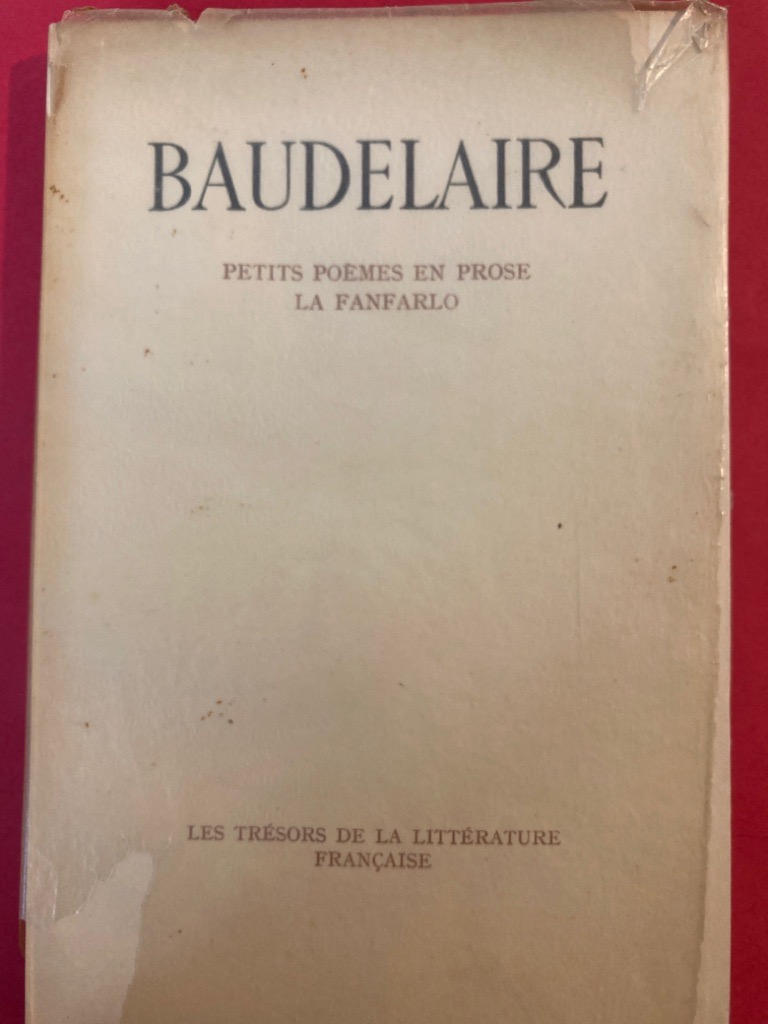 BAUDELAIRE
PETITS POÈMES EN PROSE
LA FANFARLO
LES TRÉSORS DE LA LITTÉRATURE
FRANÇAISE